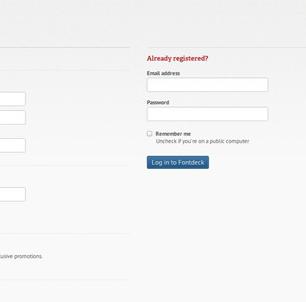 Already registered?
Email address
Password
Remember me
Uncheck if you're on a public computer
Log in to Fontdeck
usive promotions.